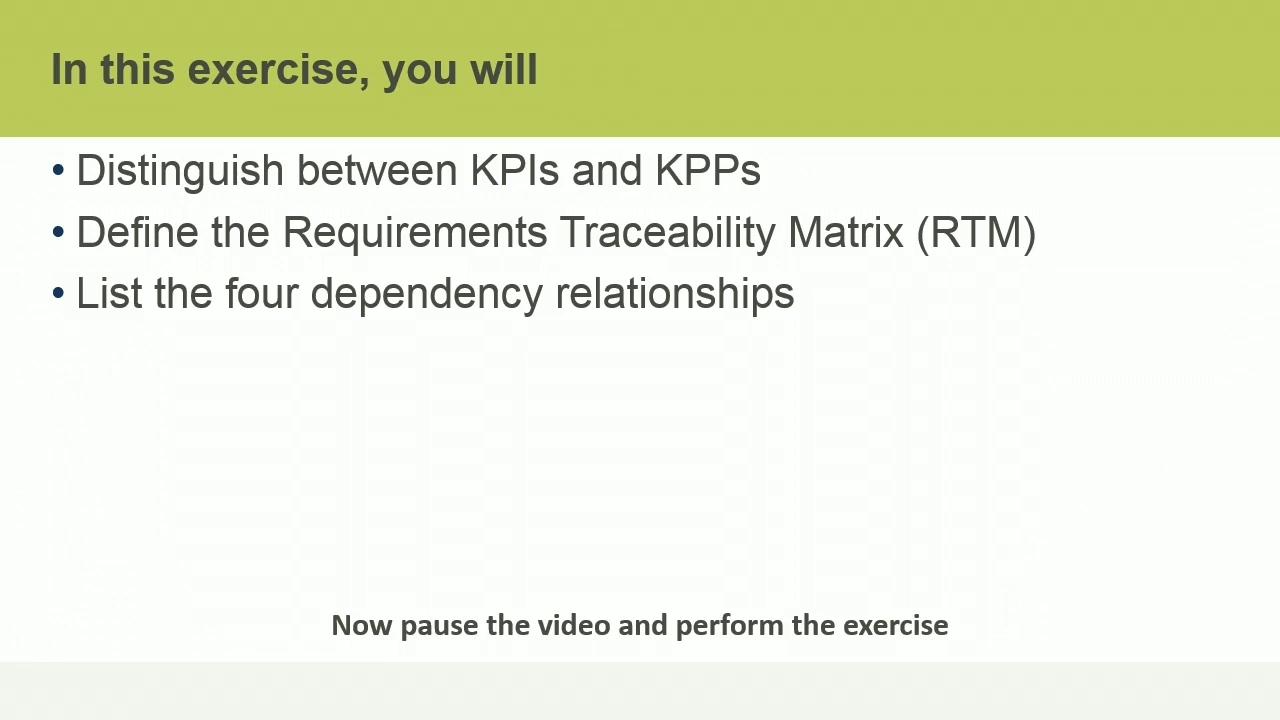 In this exercise, you will
• Distinguish between KPIs and KPPs
• Define the Requirements Traceability Matrix (RTM)
• List the four dependency relationships
Now pause the video and perform the exercise